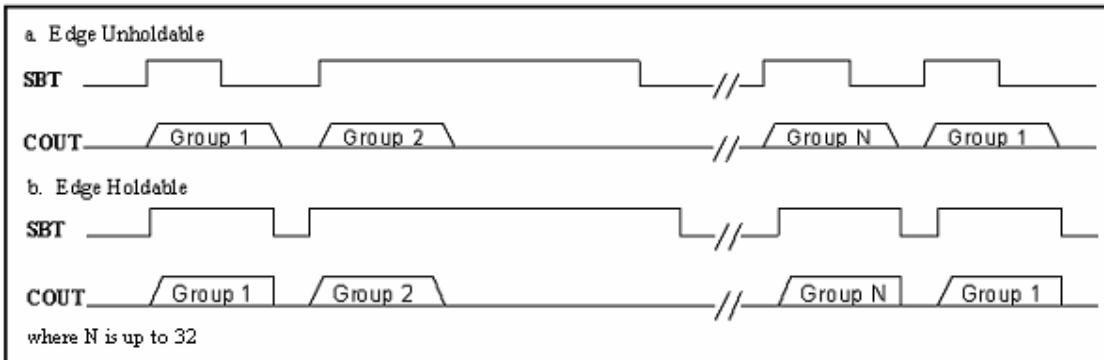 a. Edge Unholdable
SBT
COUT Group 1 Group 2 Group N Group 1
b. Edge Holdable
SBT
COUT Group 1 Group 2 Group N Group 1
where N is up to 32